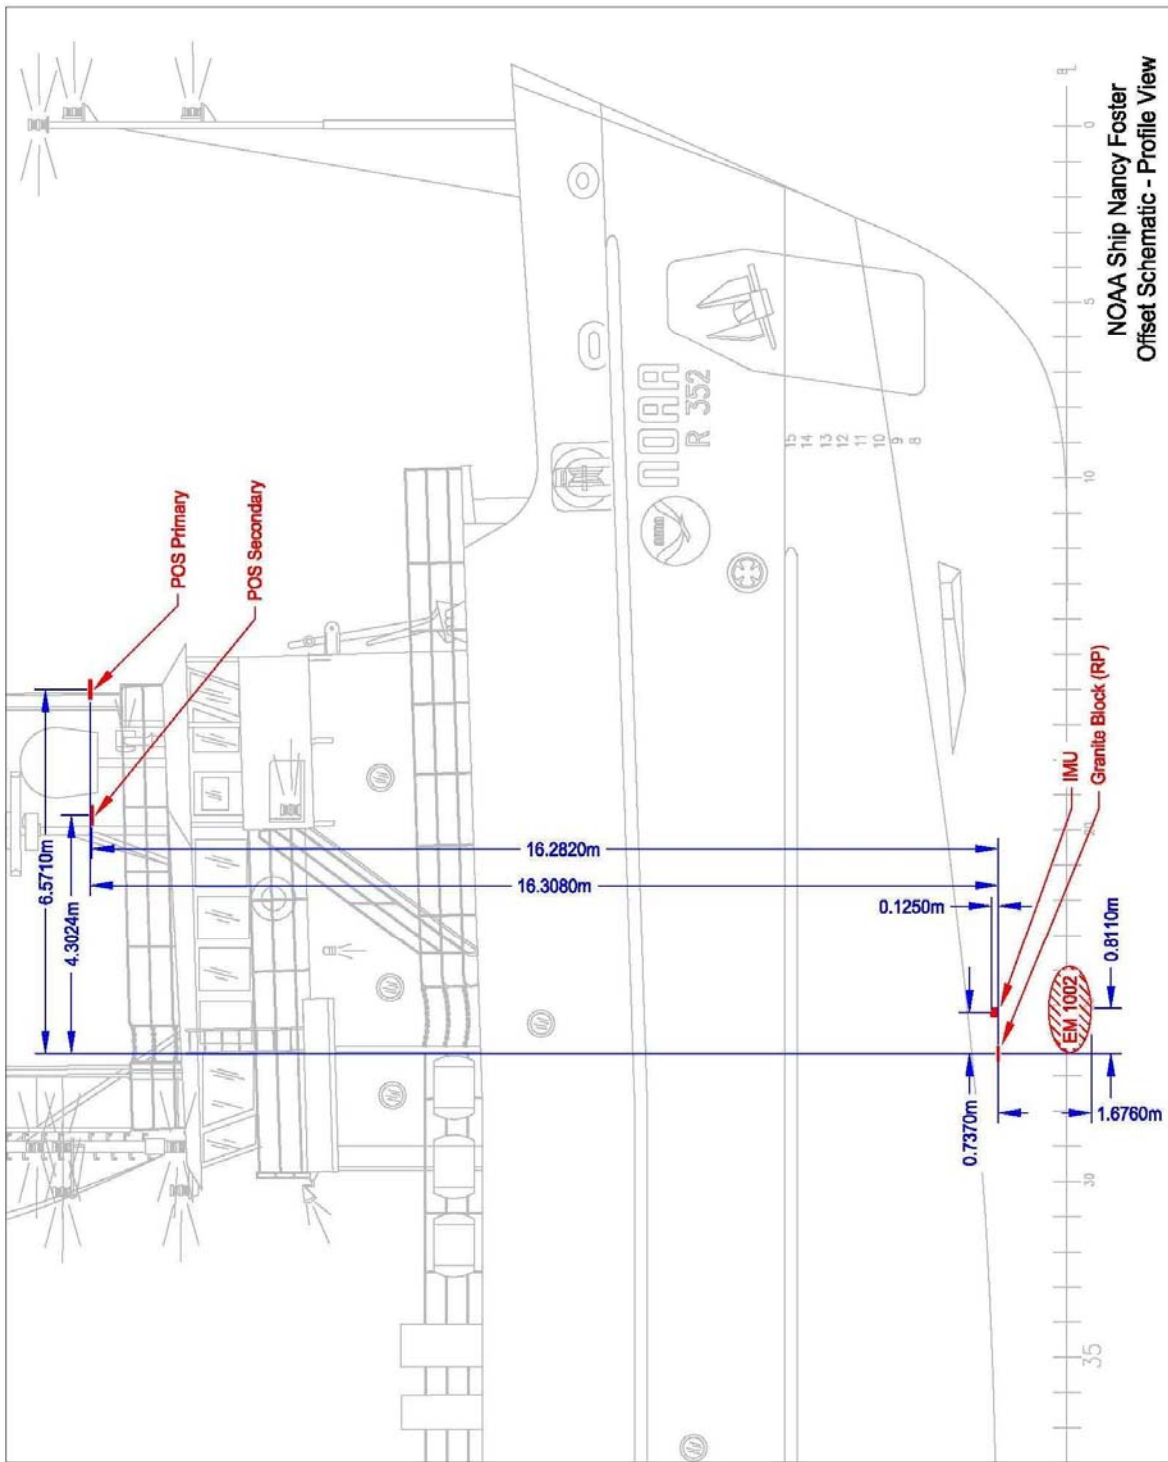 NOAA Ship Nancy Foster
Offset Schematic - Profile View
POS Primary
POS Secondary
6.5710m
4.3024m
16.2820m
16.3080m
0.1250m
0.8110m
0.7370m
1.6760m
IMU
Granite Block (RP)
EM 1002
NOAA
R 352
15
14
13
12
11
10
9
8
0
5
10
20
30
35